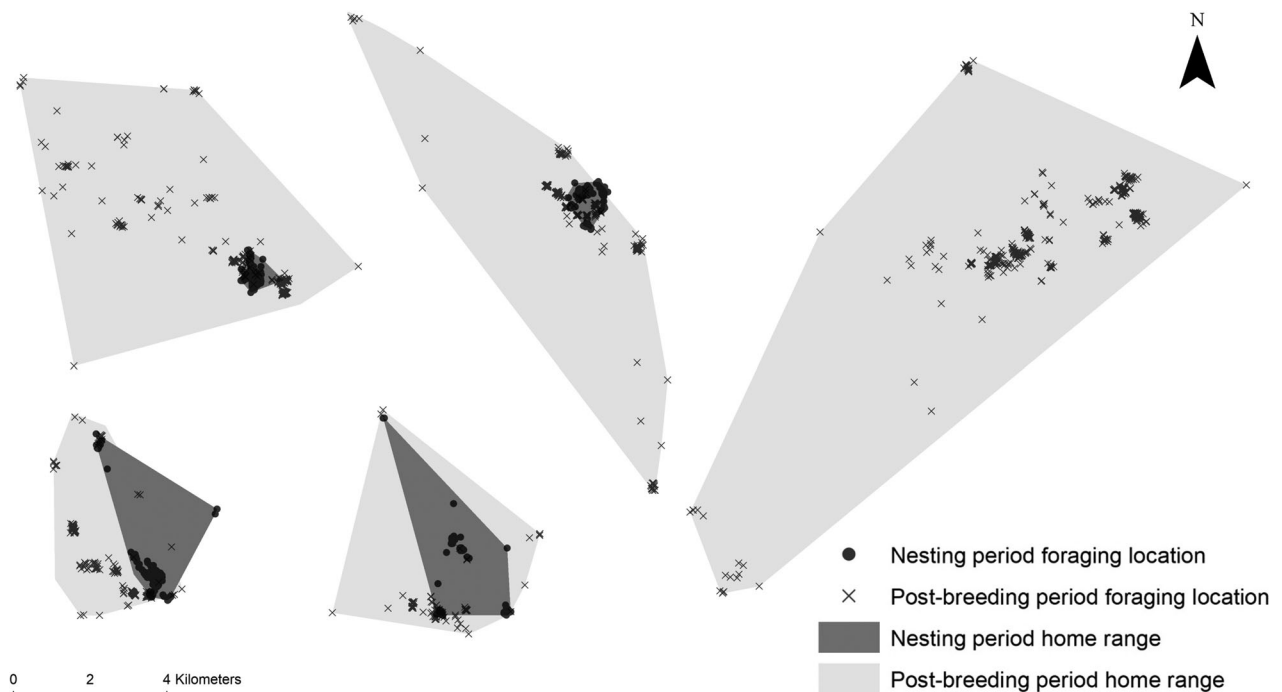 N
Nesting period foraging location
Post-breeding period foraging location
Nesting period home range
Post-breeding period home range
0 2 4 Kilometers